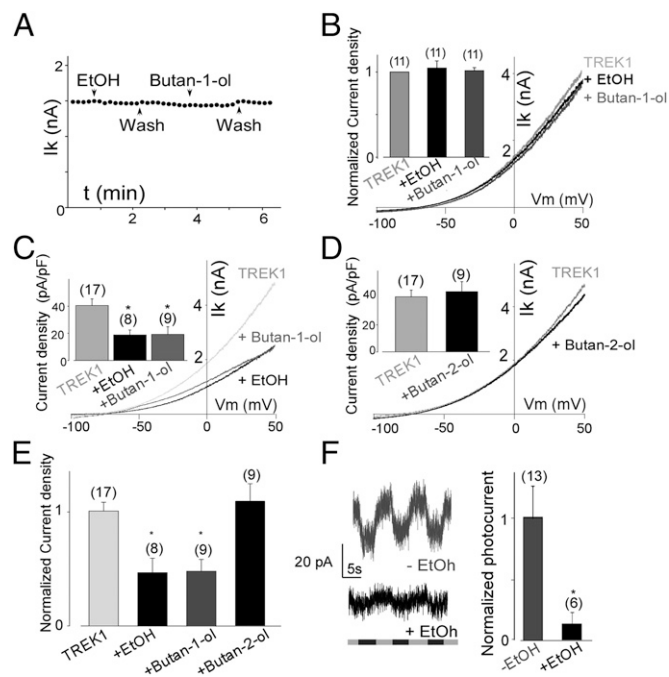 A
2
Ik (nA)
1
0
EtOH
Butan-1-ol
Wash
Wash
t (min)
2
4
6
B
Normalized Current density
1
0
(11)
(11)
(11)
TREK1
+EtOH
+Butan-1-ol
TREK1
+ EtOH
+ Butan-1-ol
4
Ik (nA)
2
Vm (mV)
-100
-50
0
50
C
Current density (pA/pF)
40
20
0
(17)
*
(8)
*
(9)
TREK1
+EtOH
+Butan-1-ol
TREK1
+ Butan-1-ol
+ EtOH
4
Ik (nA)
2
Vm (mV)
-100
-50
0
50
D
Current density (pA/pF)
40
20
0
(17)
(9)
TREK1
+Butan-2-ol
TREK1
+ Butan-2-ol
4
Ik (nA)
2
Vm (mV)
-100
-50
0
50
E
Normalized Current density
1
0
(17)
*
(8)
*
(9)
(9)
TREK1
+EtOH
+Butan-1-ol
+Butan-2-ol
F
20 pA
5s
- EtOh
+ EtOh
Normalized photocurrent
1
0
(13)
*
(6)
-EtOH
+EtOH